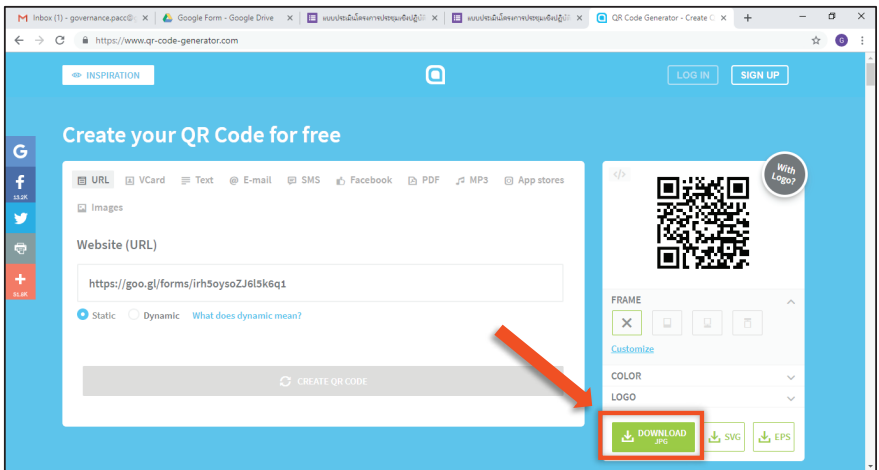 Inbox (1) - governance.pacc@
Google Form - Google Drive
แบบประเมินโครงการประชุมเชิงปฏิบัติ
แบบประเมินโครงการประชุมเชิงปฏิบัติ
QR Code Generator - Create
https://www.qr-code-generator.com
G
INSPIRATION
LOG IN
SIGN UP
Create your QR Code for free
URL
VCard
Text
E-mail
SMS
Facebook
PDF
MP3
App stores
Images
With
Logo?
Website (URL)
https://goo.gl/forms/irh5oysoZJ6l5k6q1
Static
Dynamic
What does dynamic mean?
CREATE QR CODE
FRAME
Customize
COLOR
LOGO
DOWNLOAD
JPG
SVG
EPS